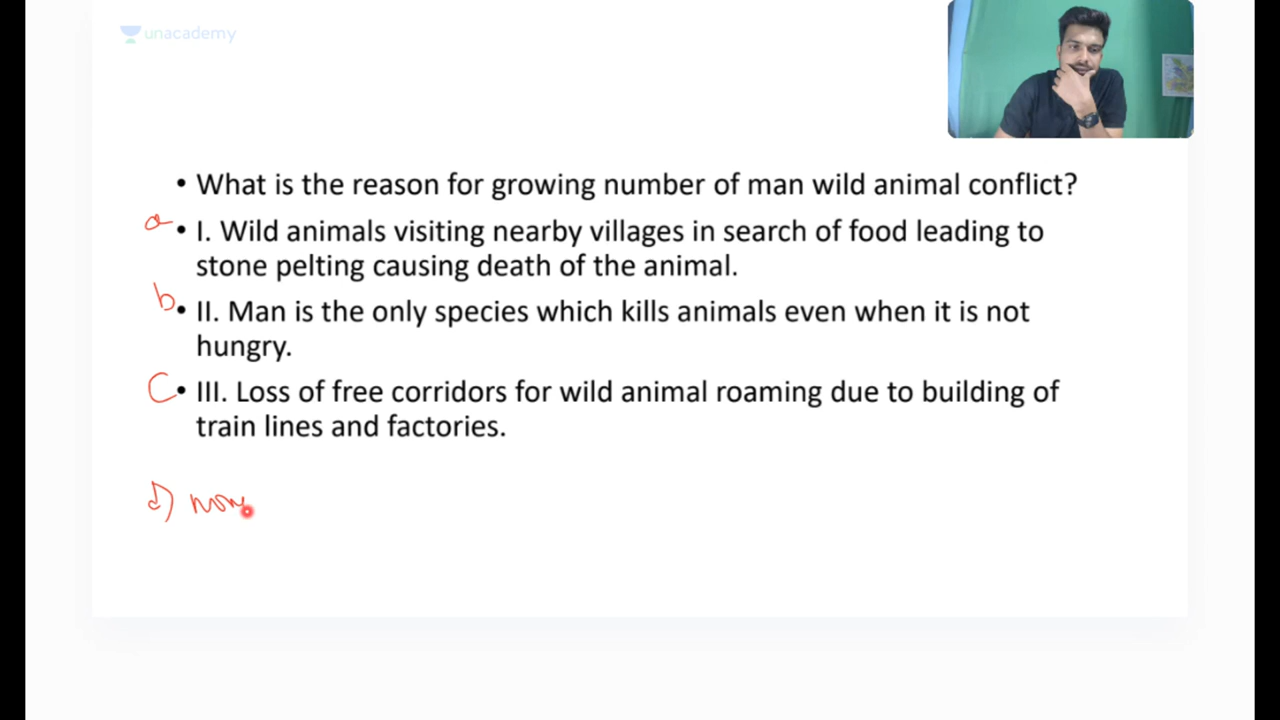 unacademy
• What is the reason for growing number of man wild animal conflict?
a • I. Wild animals visiting nearby villages in search of food leading to
stone pelting causing death of the animal.
b • II. Man is the only species which kills animals even when it is not
hungry.
C • III. Loss of free corridors for wild animal roaming due to building of
train lines and factories.
d)